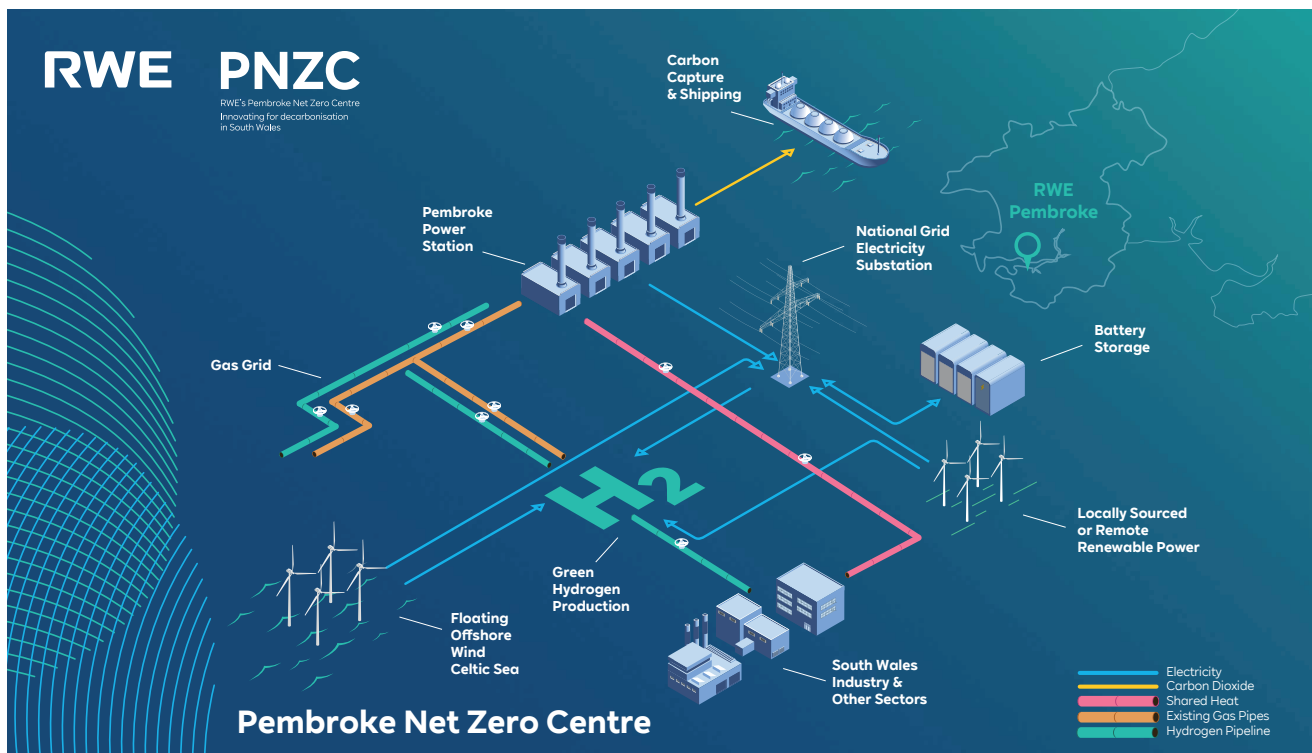 RWE
PNZC
RWE's Pembroke Net Zero Centre
Innovating for decarbonisation
in South Wales
Carbon
Capture
& Shipping
RWE
Pembroke
Pembroke
Power
Station
National Grid
Electricity
Substation
Battery
Storage
Gas Grid
H2
Locally Sourced
or Remote
Renewable Power
Green
Hydrogen
Production
Floating
Offshore
Wind
Celtic Sea
South Wales
Industry &
Other Sectors
Electricity
Carbon Dioxide
Shared Heat
Existing Gas Pipes
Hydrogen Pipeline
Pembroke Net Zero Centre